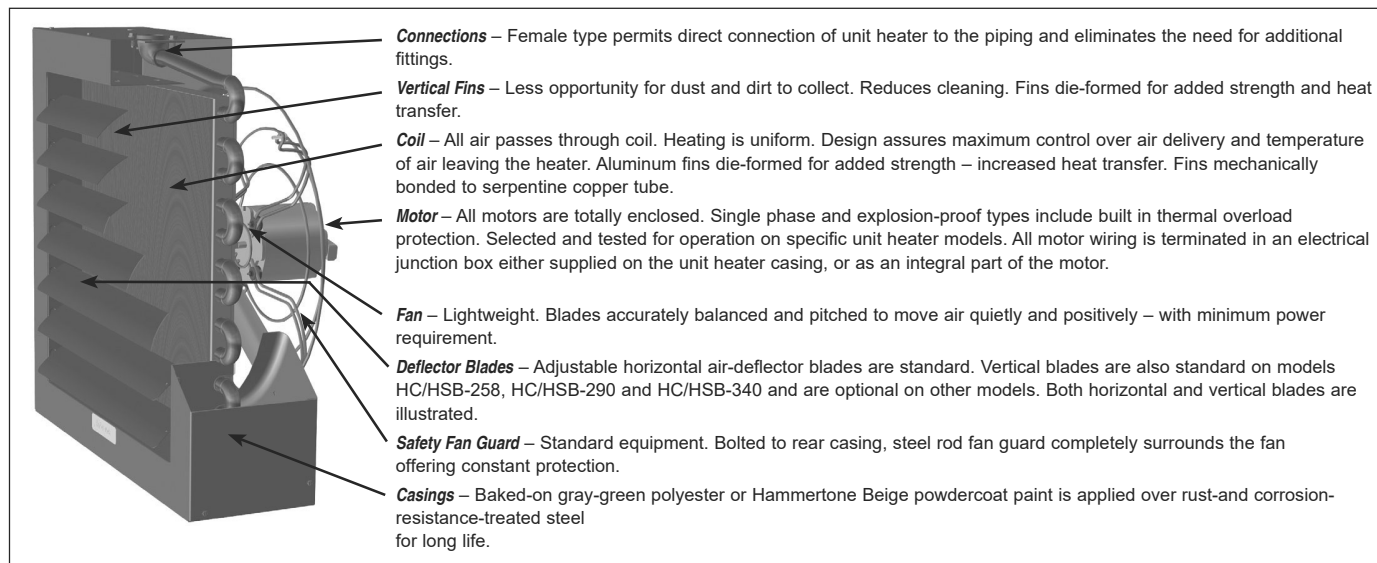 Connections – Female type permits direct connection of unit heater to the piping and eliminates the need for additional
fittings.
Vertical Fins – Less opportunity for dust and dirt to collect. Reduces cleaning. Fins die-formed for added strength and heat
transfer.
Coil – All air passes through coil. Heating is uniform. Design assures maximum control over air delivery and temperature
of air leaving the heater. Aluminum fins die-formed for added strength – increased heat transfer. Fins mechanically
bonded to serpentine copper tube.
Motor – All motors are totally enclosed. Single phase and explosion-proof types include built in thermal overload
protection. Selected and tested for operation on specific unit heater models. All motor wiring is terminated in an electrical
junction box either supplied on the unit heater casing, or as an integral part of the motor.
Fan – Lightweight. Blades accurately balanced and pitched to move air quietly and positively – with minimum power
requirement.
Deflector Blades – Adjustable horizontal air-deflector blades are standard. Vertical blades are also standard on models
HC/HSB-258, HC/HSB-290 and HC/HSB-340 and are optional on other models. Both horizontal and vertical blades are
illustrated.
Safety Fan Guard – Standard equipment. Bolted to rear casing, steel rod fan guard completely surrounds the fan
offering constant protection.
Casings – Baked-on gray-green polyester or Hammertone Beige powdercoat paint is applied over rust-and corrosion-
resistance-treated steel
for long life.